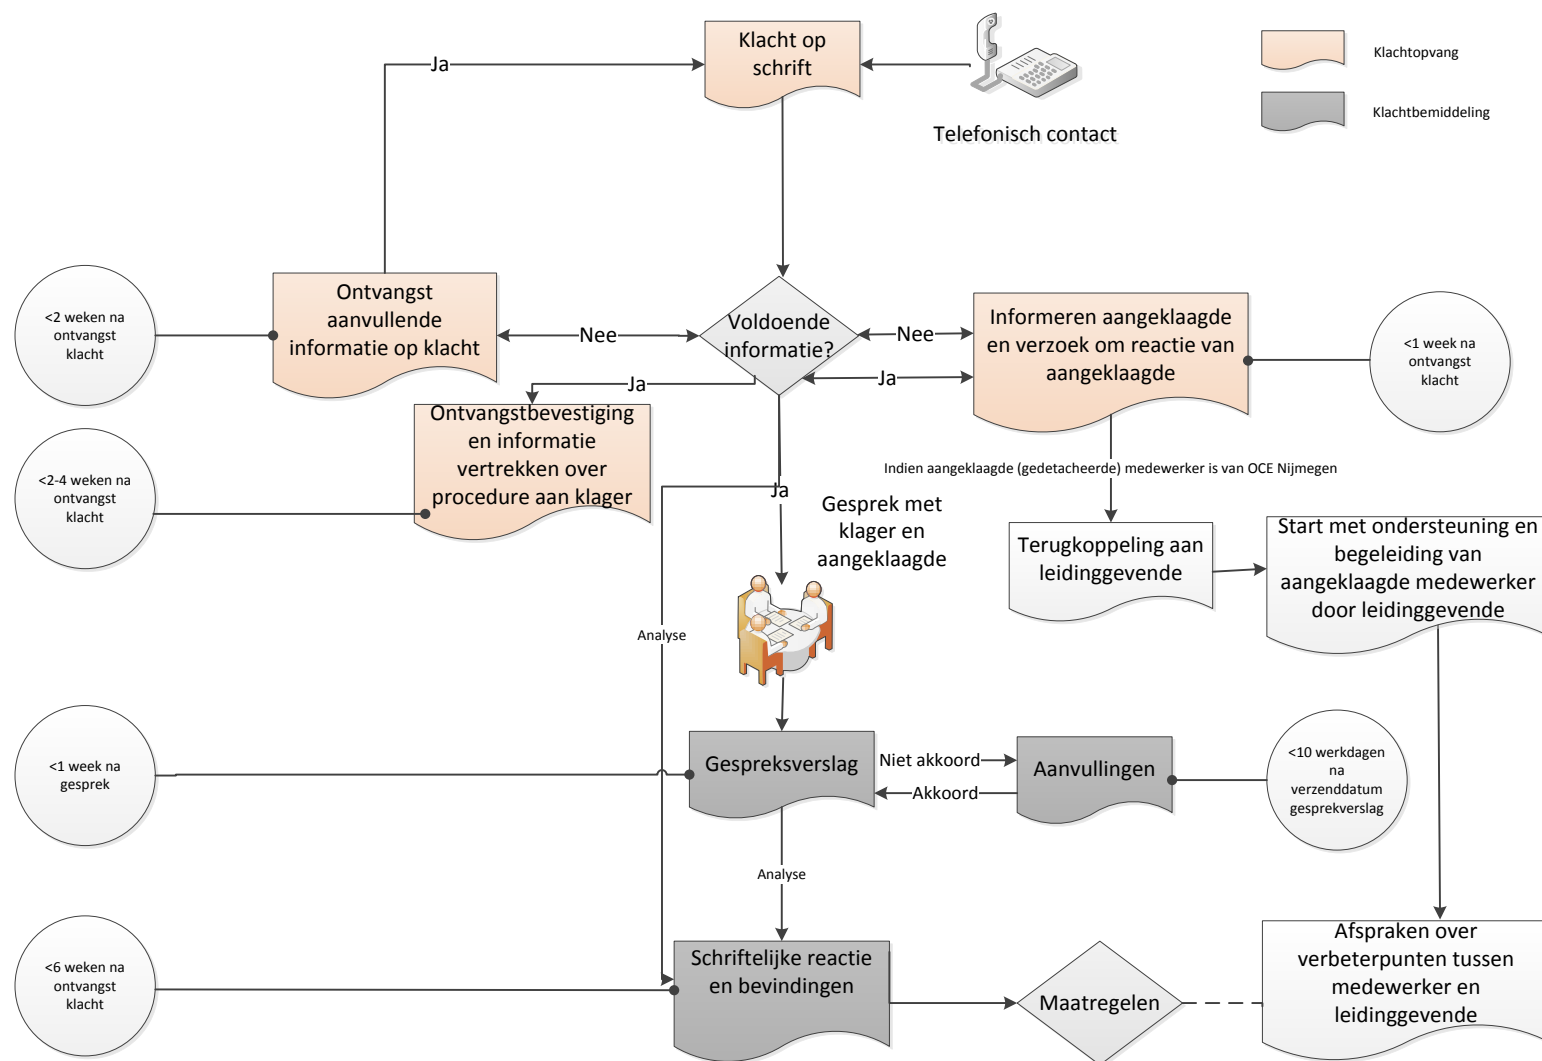 Klacht op
schrift
Ja
Telefonisch contact
Klachtopvang
Klachtbemiddeling
<2 weken na
ontvangst
klacht
Ontvangst
aanvullende
informatie op klacht
Nee
Voldoende
informatie?
Nee
Ja
Informeren aangeklaagde
en verzoek om reactie van
aangeklaagde
<1 week na
ontvangst
klacht
Ja
Ontvangstbevestiging
en informatie
vertrekken over
procedure aan klager
<2-4 weken na
ontvangst
klacht
Indien aangeklaagde (gedetacheerde) medewerker is van OCE Nijmegen
Ja
Gesprek met
klager en
aangeklaagde
Terugkoppeling aan
leidinggevende
Start met ondersteuning en
begeleiding van
aangeklaagde medewerker
door leidinggevende
Analyse
<1 week na
gesprek
Gespreksverslag
Niet akkoord
Akkoord
Aanvullingen
<10 werkdagen
na
verzenddatum
gesprekverslag
Analyse
<6 weken na
ontvangst
klacht
Schriftelijke reactie
en bevindingen
Maatregelen
Afspraken over
verbeterpunten tussen
medewerker en
leidinggevende